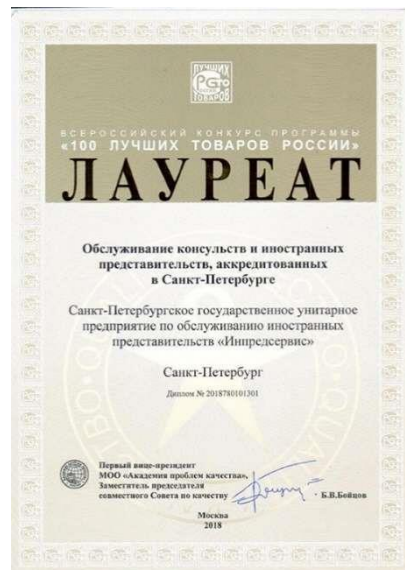 ЛУЧШИХ
ТОВАРОВ
ВСЕРОССИЙСКИЙ КОНКУРС ПРОГРАММЫ
«100 ЛУЧШИХ ТОВАРОВ РОССИИ»
ЛАУРЕАТ
Обслуживание консульств и иностранных
представительств, аккредитованных
в Санкт-Петербурге
Санкт-Петербургское государственное унитарное
предприятие по обслуживанию иностранных
представительств «Инпредсервис»
Санкт-Петербург
Диплом № 2018780101301
Первый вице-президент
МОО «Академия проблем качества»,
Заместитель председателя
совместного Совета по качеству
Б.В.Бойцов
Москва
2018